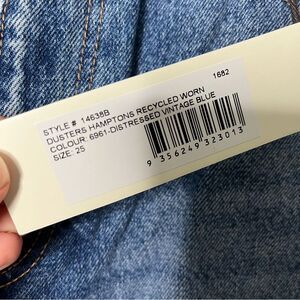 STYLE # 14638B
1682
DUSTERS HAMPTONS RECYCLED WORN
COLOUR: 6961-DISTRESSED VINTAGE BLUE
SIZE: 25
9 356249 323013